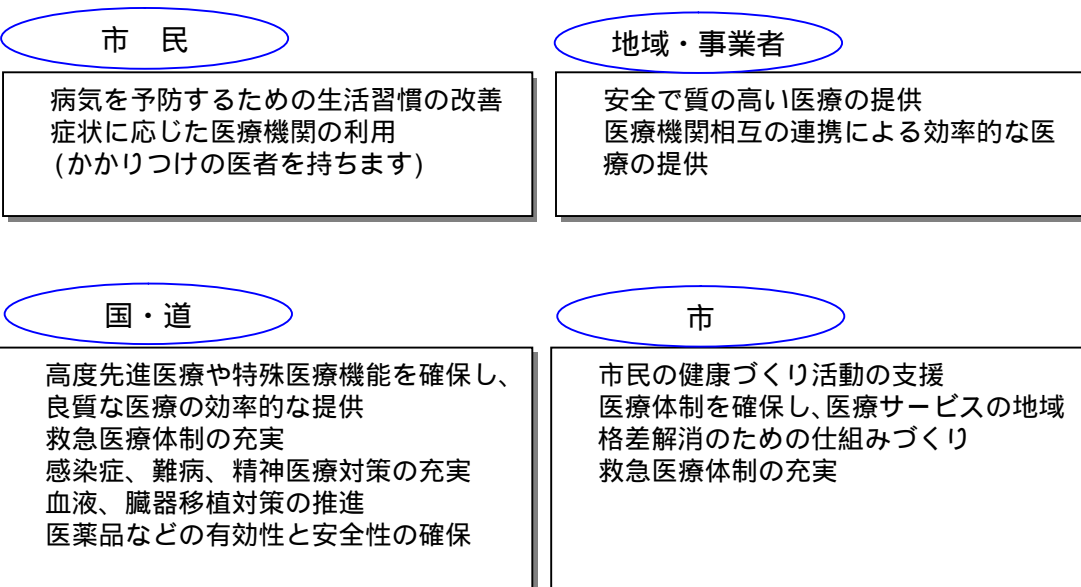 市　民
病気を予防するための生活習慣の改善
症状に応じた医療機関の利用
(かかりつけの医者を持ちます)
地域・事業者
安全で質の高い医療の提供
医療機関相互の連携による効率的な医
療の提供
国・道
高度先進医療や特殊医療機能を確保し、
良質な医療の効率的な提供
救急医療体制の充実
感染症、難病、精神医療対策の充実
血液、臓器移植対策の推進
医薬品などの有効性と安全性の確保
市
市民の健康づくり活動の支援
医療体制を確保し、医療サービスの地域
格差解消のための仕組みづくり
救急医療体制の充実